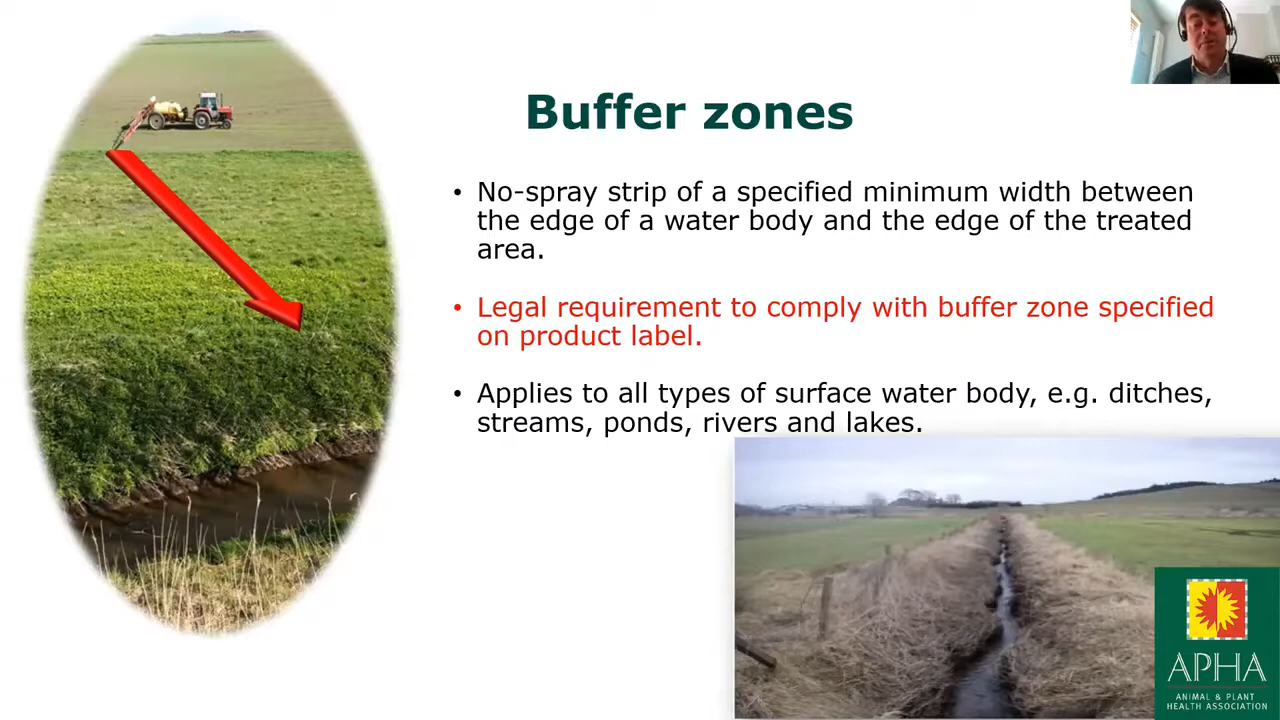 Buffer zones
• No-spray strip of a specified minimum width between
the edge of a water body and the edge of the treated
area.
• Legal requirement to comply with buffer zone specified
on product label.
• Applies to all types of surface water body, e.g. ditches,
streams, ponds, rivers and lakes.
APHA
ANIMAL & PLANT
HEALTH ASSOCIATION